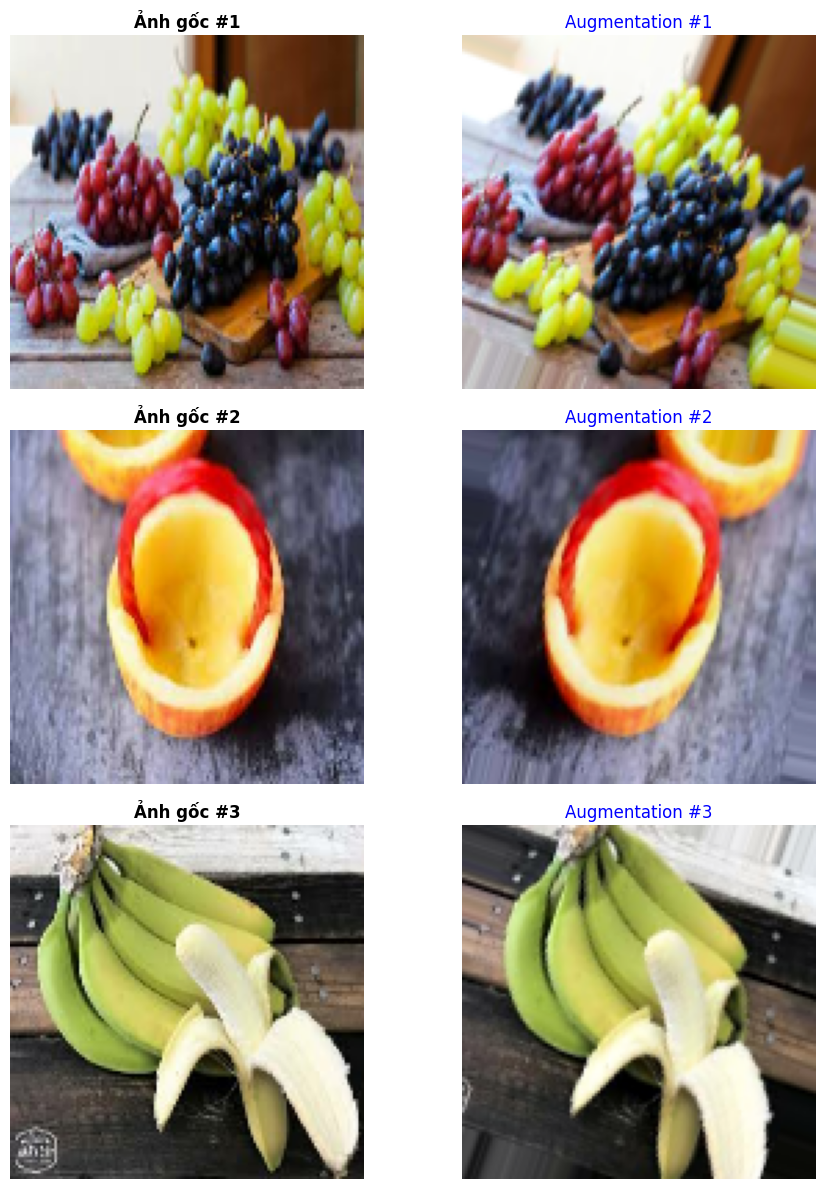 Ảnh gốc #1
Augmentation #1
Ảnh gốc #2
Augmentation #2
Ảnh gốc #3
Augmentation #3